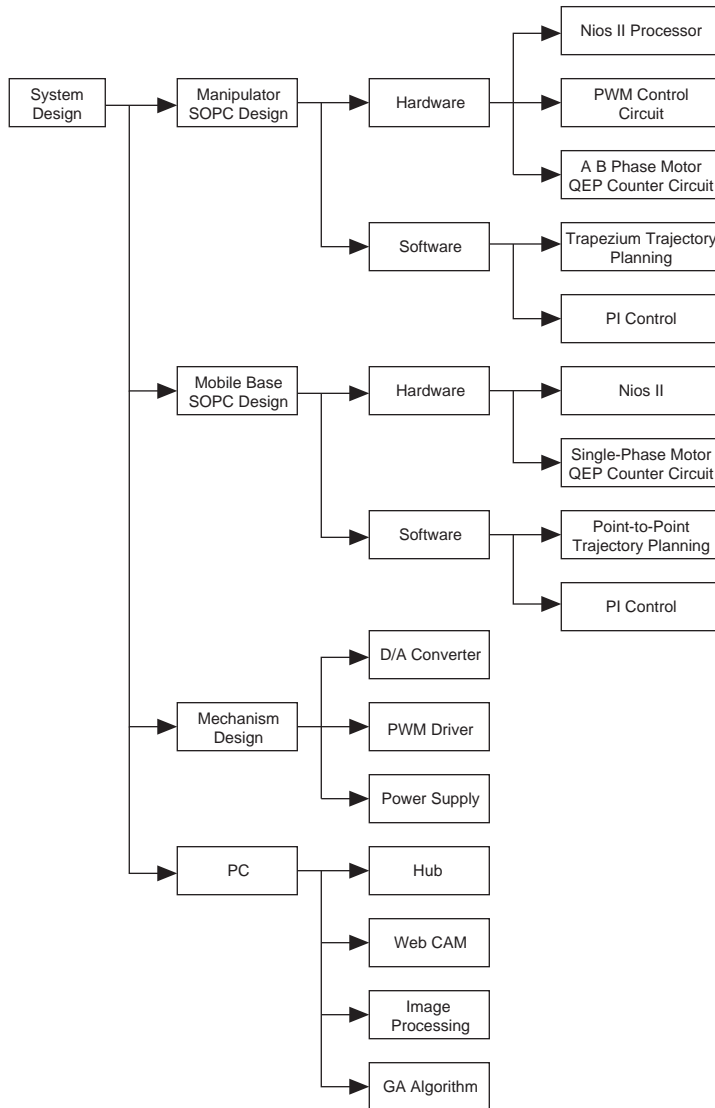 Nios II Processor
System
Design
Manipulator
SOPC Design
Hardware
PWM Control
Circuit
A B Phase Motor
QEP Counter Circuit
Software
Trapezium Trajectory
Planning
PI Control
Mobile Base
SOPC Design
Hardware
Nios II
Single-Phase Motor
QEP Counter Circuit
Software
Point-to-Point
Trajectory Planning
PI Control
D/A Converter
Mechanism
Design
PWM Driver
Power Supply
PC
Hub
Web CAM
Image
Processing
GA Algorithm